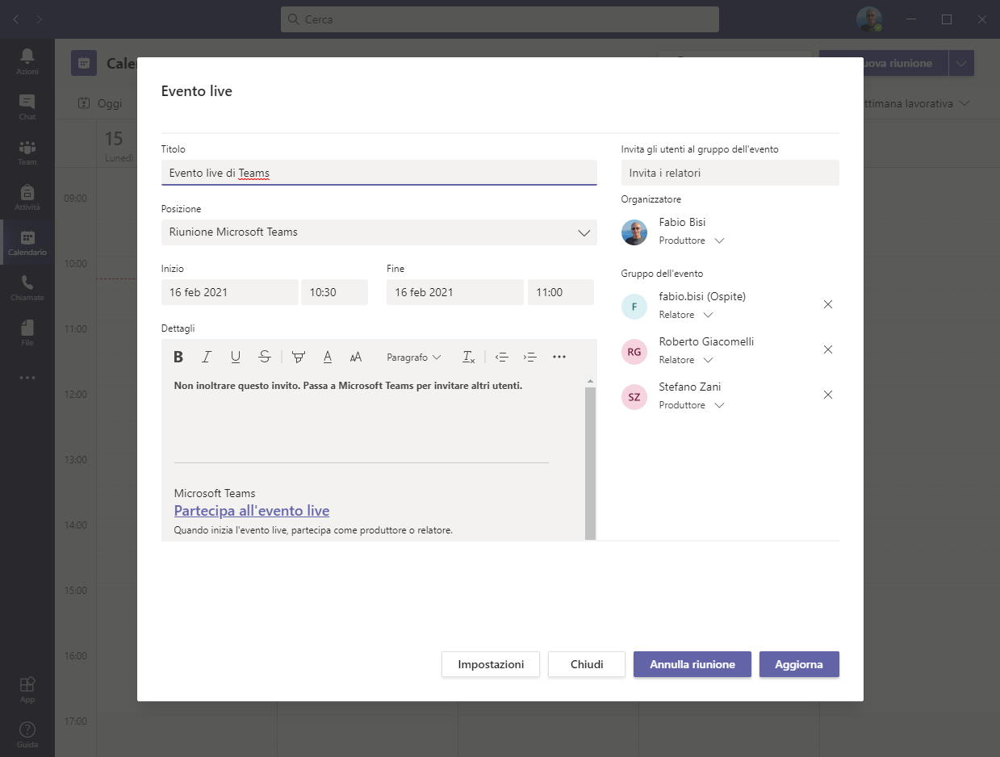 Cerca
Azioni
Chat
Team
Attività
Calendario
Chiamate
File
App
Guida
Cale
uova riunione
Oggi
ttimana lavorativa
15
Lunedì
09:00
10:00
11:00
12:00
13:00
14:00
15:00
16:00
17:00
Evento live
Titolo
Evento live di Teams
Posizione
Riunione Microsoft Teams
Inizio
Fine
16 feb 2021 10:30 16 feb 2021 11:00
Dettagli
B I U S A AA Paragrafo Tx
Non inoltrare questo invito. Passa a Microsoft Teams per invitare altri utenti.
Microsoft Teams
Partecipa all'evento live
Quando inizia l'evento live, partecipa come produttore o relatore.
Invita gli utenti al gruppo dell'evento
Invita i relatori
Organizzatore
Fabio Bisi
Produttore
Gruppo dell'evento
F
fabio.bisi (Ospite)
Relatore
RG
Roberto Giacomelli
Relatore
SZ
Stefano Zani
Produttore
Impostazioni
Chiudi
Annulla riunione
Aggiorna